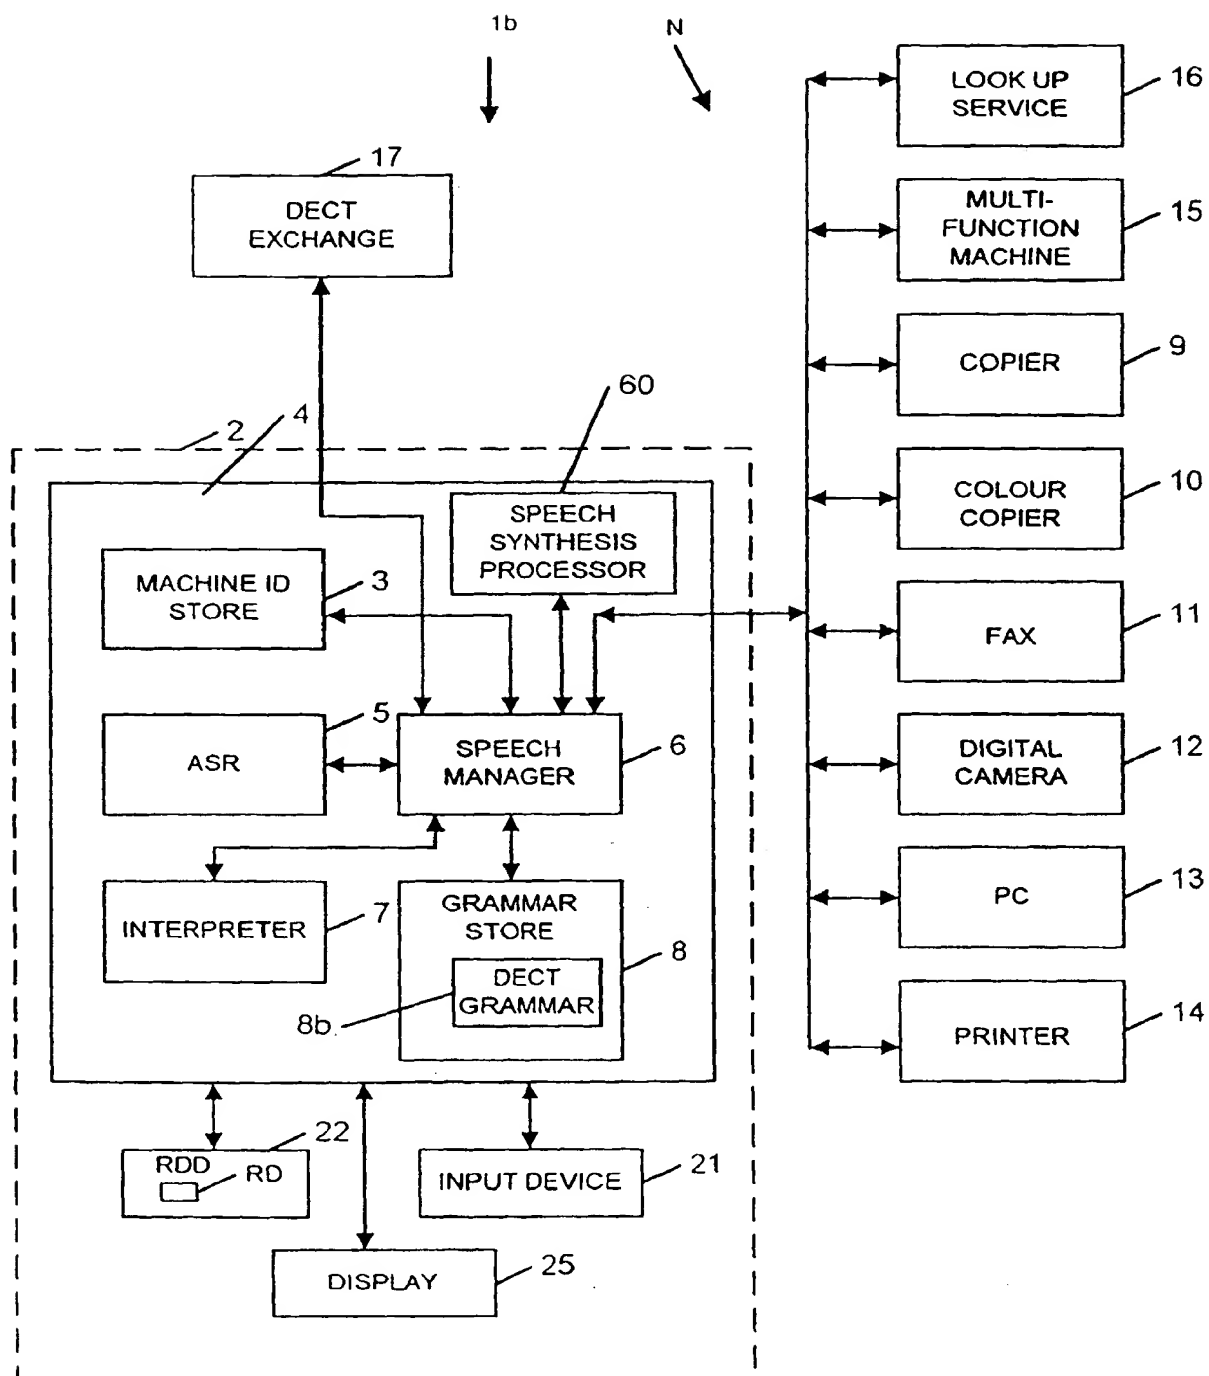 1b
N
LOOK UP
SERVICE
16
17
DECT
EXCHANGE
MULTI-
FUNCTION
MACHINE
15
COPIER
9
60
4
2
COLOUR
COPIER
10
SPEECH
SYNTHESIS
PROCESSOR
MACHINE ID
STORE
3
FAX
11
ASR
5
SPEECH
MANAGER
6
DIGITAL
CAMERA
12
INTERPRETER
7
GRAMMAR
STORE
8
DECT
GRAMMAR
8b.
PC
13
PRINTER
14
22
RDD
RD
INPUT DEVICE
21
DISPLAY
25